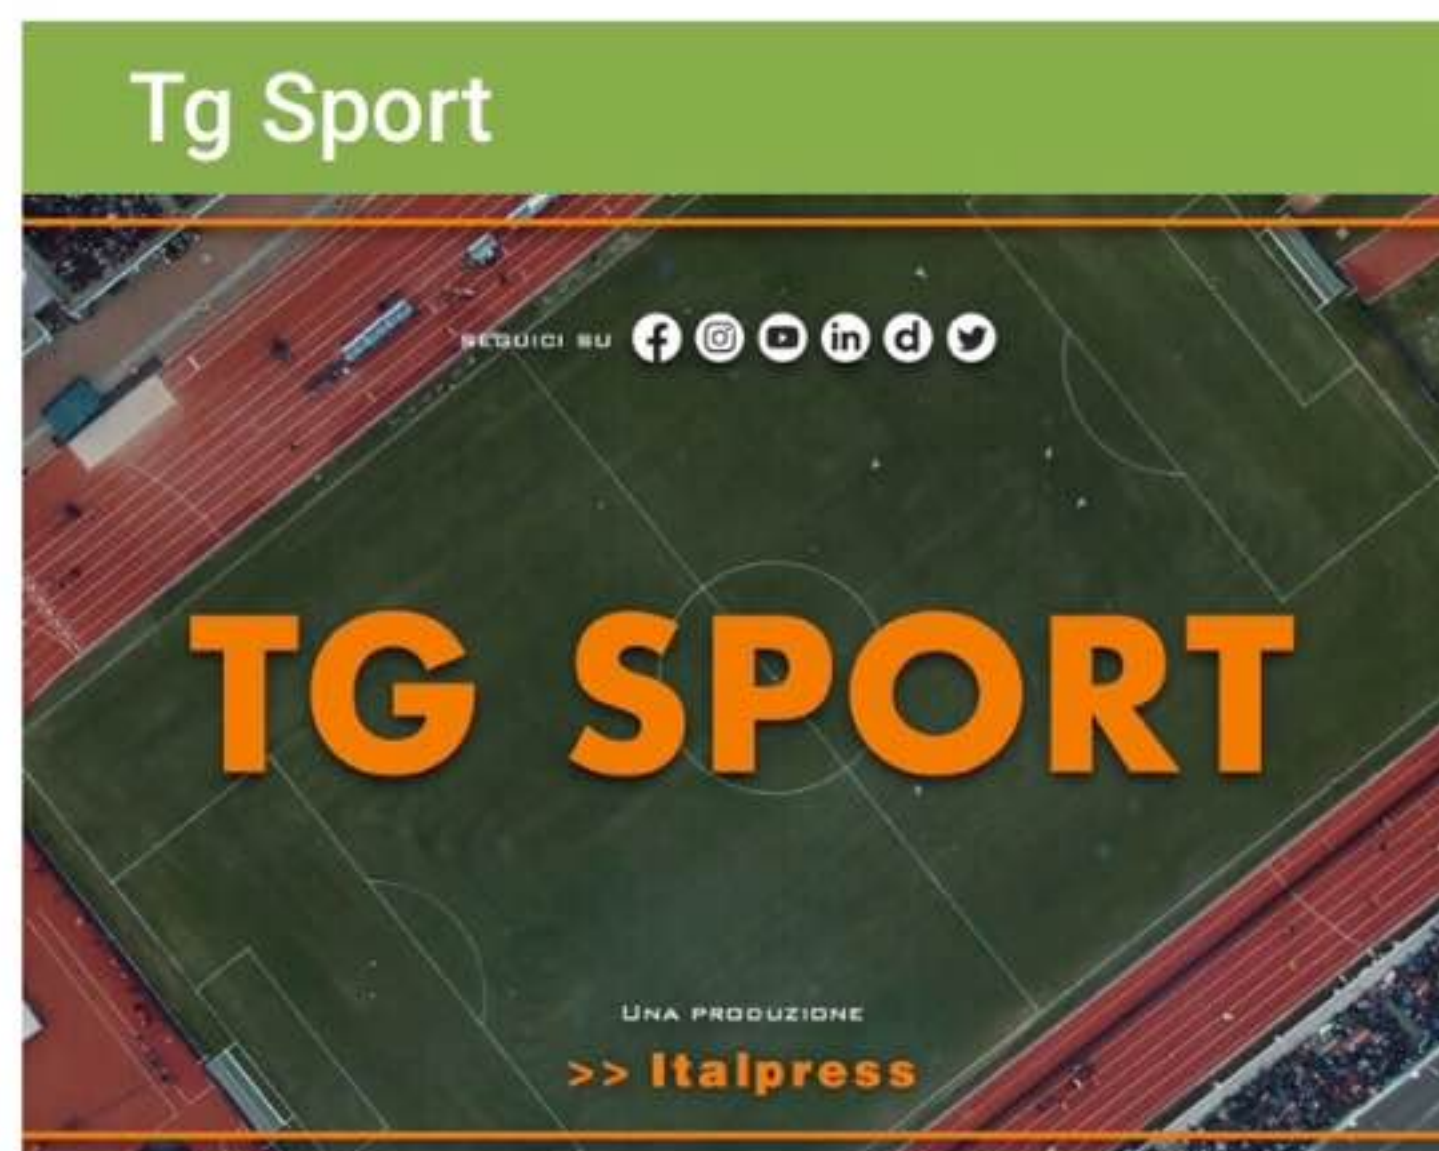 Tg Sport
SEGUICI SU
TG SPORT
UNA PRODUZIONE
>> Italpress